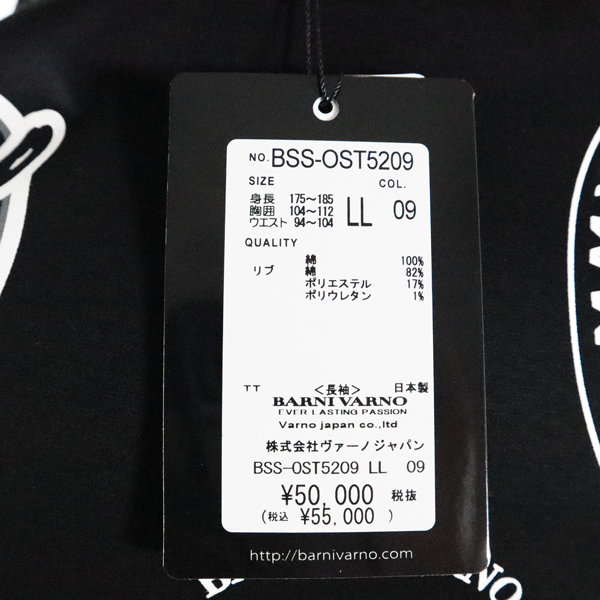 NO. BSS-OST5209
SIZE COL.
身長 175~185
胸囲 104~112 LL 09
ウエスト 94~104
QUALITY
綿 100%
リブ 綿 82%
ポリエステル 17%
ポリウレタン 1%
TT <長袖> 日本製
BARNI VARNO
EVER LASTING PASSION
Varno japan co.,ltd
株式会社ヴァーノジャパン
BSS-OST5209 LL 09
¥50,000 税抜
(税込 ¥55,000 )
http://barnivarno.com